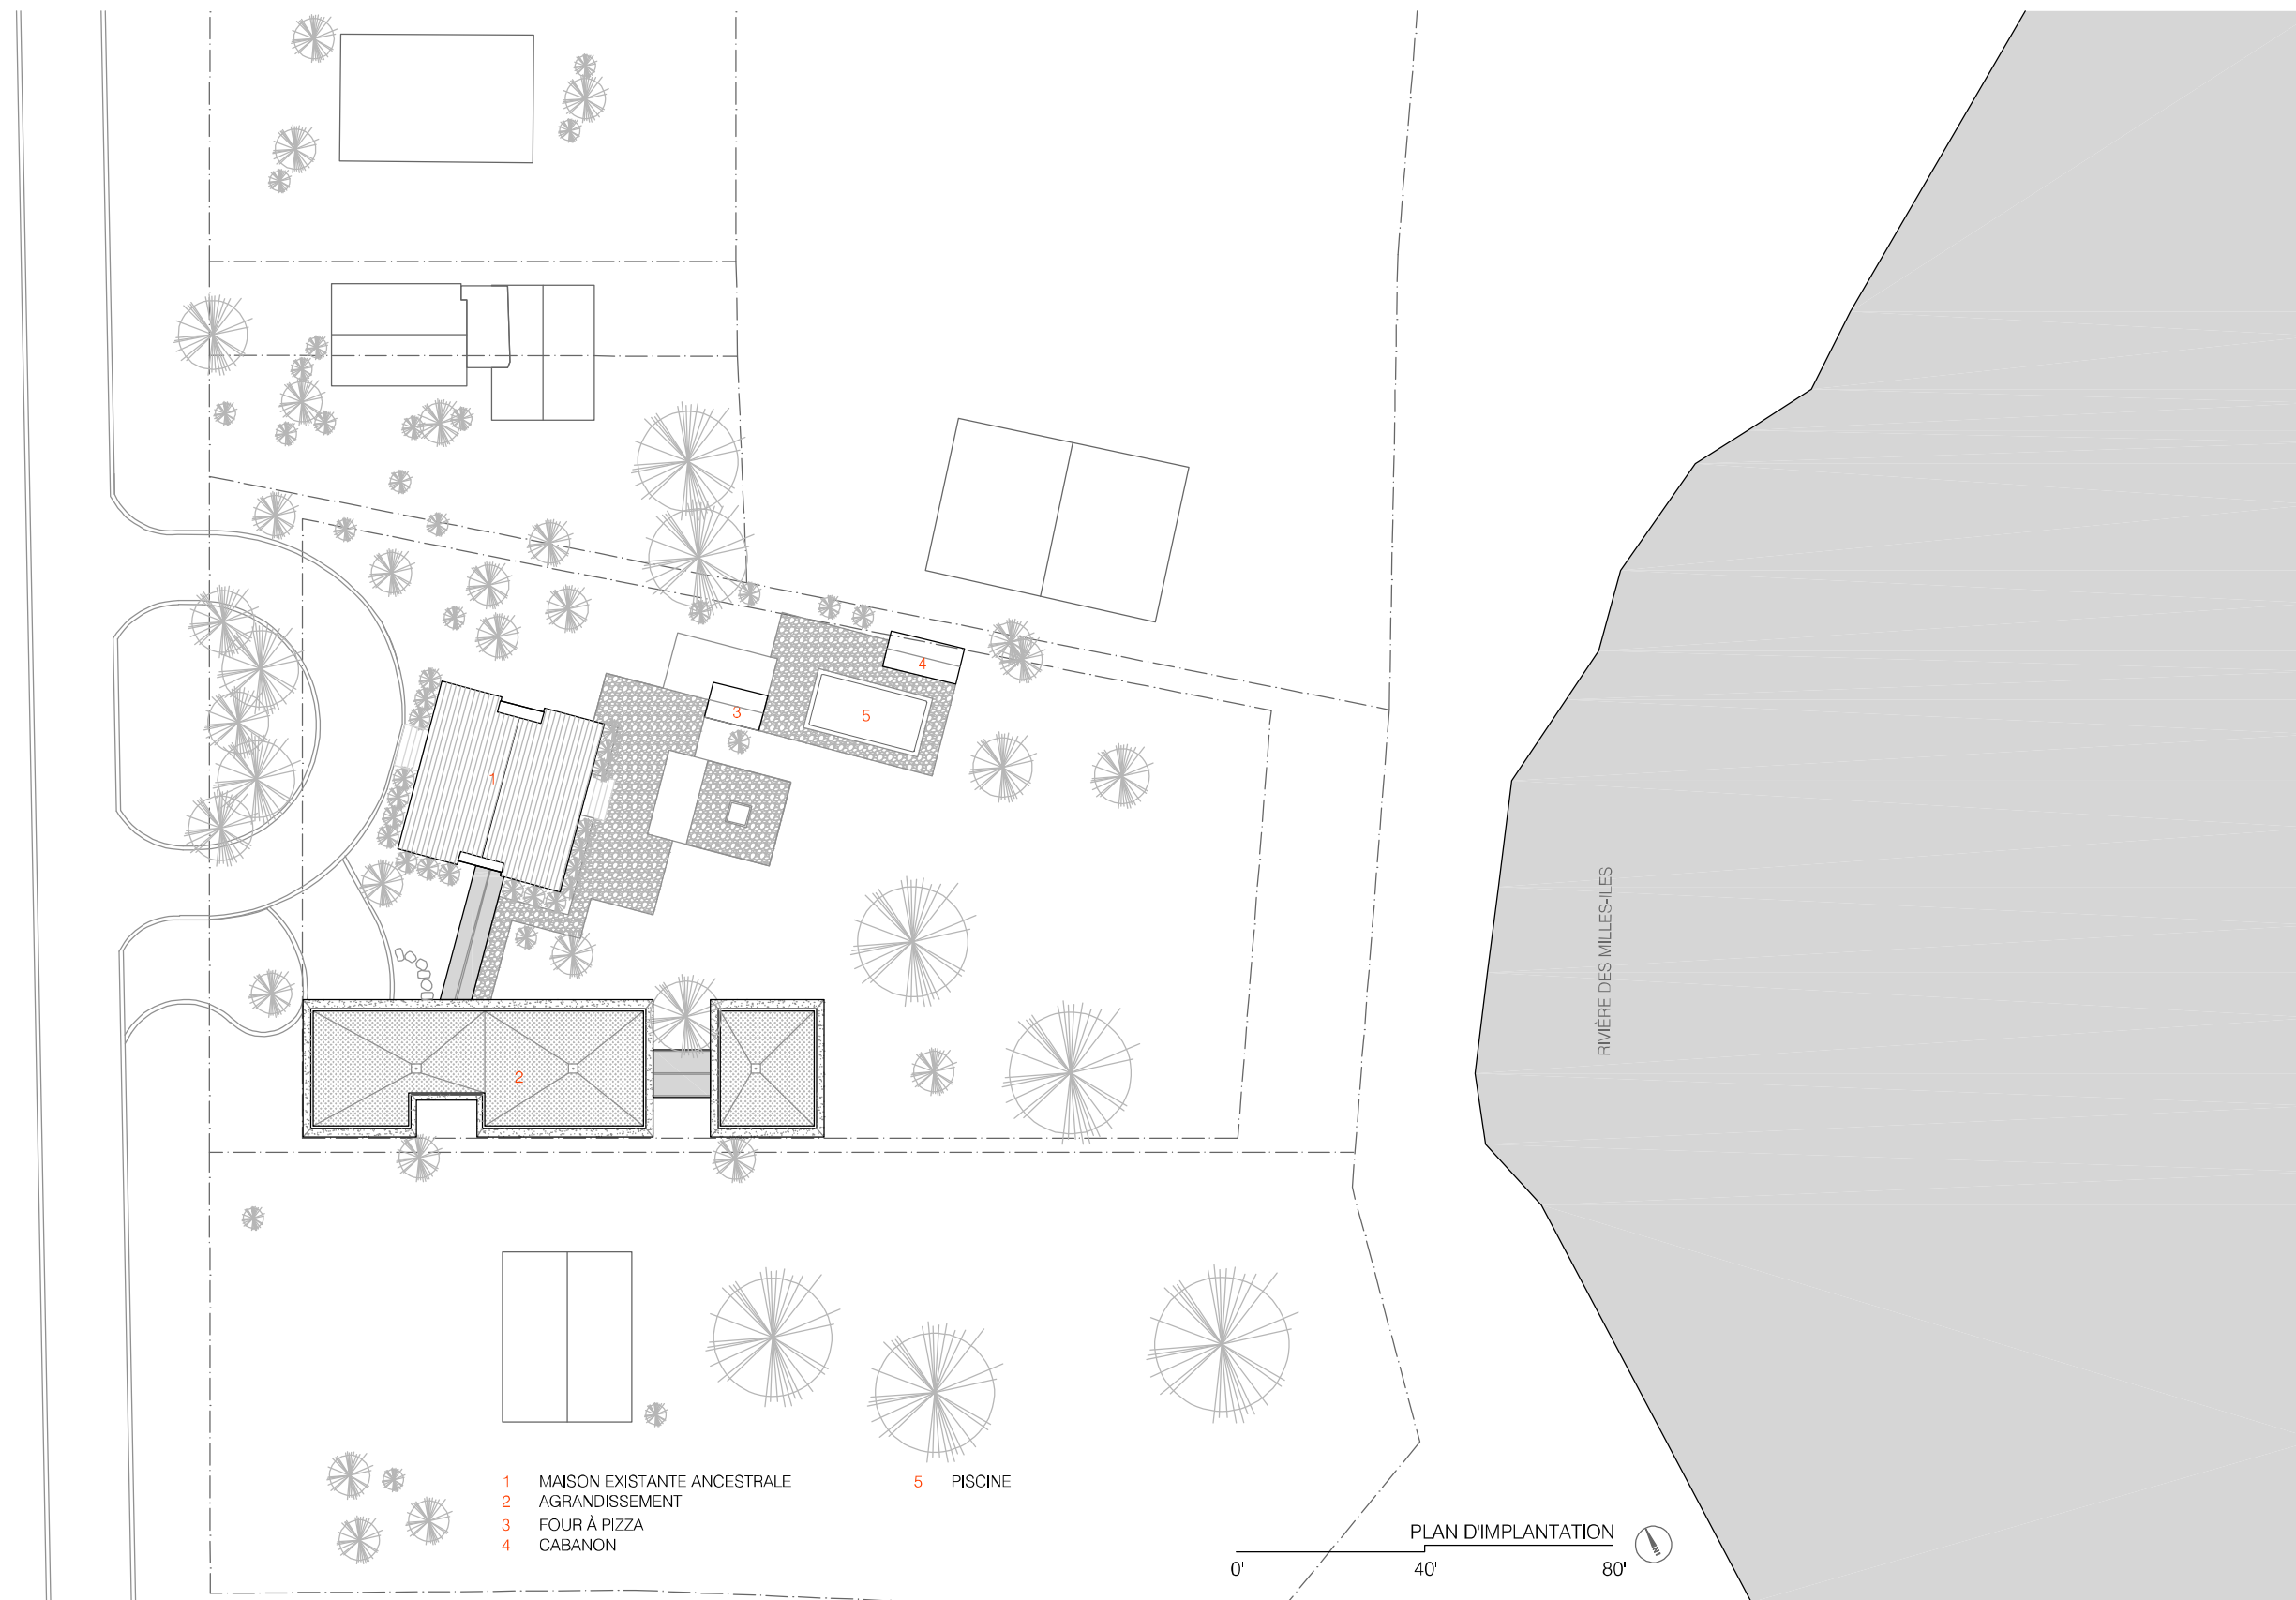 4
3
5
1
RIVIÈRE DES MILLES-ILES
2
1 MAISON EXISTANTE ANCESTRALE
2 AGRANDISSEMENT
3 FOUR À PIZZA
4 CABANON
5 PISCINE
PLAN D'IMPLANTATION
0' 40' 80'
N